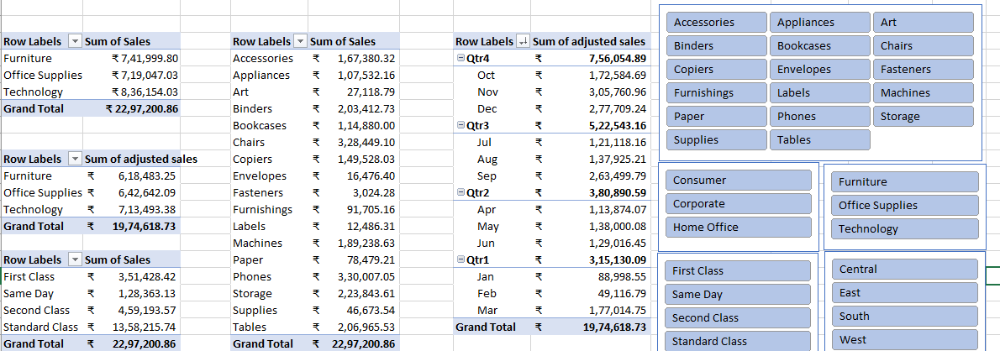 Row Labels Sum of Sales
Furniture ₹ 7,41,999.80
Office Supplies ₹ 7,19,047.03
Technology ₹ 8,36,154.03
Grand Total ₹ 22,97,200.86
Row Labels Sum of adjusted sales
Furniture ₹ 6,18,483.25
Office Supplies ₹ 6,42,642.09
Technology ₹ 7,13,493.38
Grand Total ₹ 19,74,618.73
Row Labels Sum of Sales
First Class ₹ 3,51,428.42
Same Day ₹ 1,28,363.13
Second Class ₹ 4,59,193.57
Standard Class ₹ 13,58,215.74
Grand Total ₹ 22,97,200.86
Row Labels Sum of Sales
Accessories ₹ 1,67,380.32
Appliances ₹ 1,07,532.16
Art ₹ 27,118.79
Binders ₹ 2,03,412.73
Bookcases ₹ 1,14,880.00
Chairs ₹ 3,28,449.10
Copiers ₹ 1,49,528.03
Envelopes ₹ 16,476.40
Fasteners ₹ 3,024.28
Furnishings ₹ 91,705.16
Labels ₹ 12,486.31
Machines ₹ 1,89,238.63
Paper ₹ 78,479.21
Phones ₹ 3,30,007.05
Storage ₹ 2,23,843.61
Supplies ₹ 46,673.54
Tables ₹ 2,06,965.53
Grand Total ₹ 22,97,200.86
Row Labels Sum of adjusted sales
Qtr4 ₹ 7,56,054.89
Oct ₹ 1,72,584.69
Nov ₹ 3,05,760.96
Dec ₹ 2,77,709.24
Qtr3 ₹ 5,22,543.16
Jul ₹ 1,21,118.16
Aug ₹ 1,37,925.21
Sep ₹ 2,63,499.79
Qtr2 ₹ 3,80,890.59
Apr ₹ 1,13,874.07
May ₹ 1,38,000.08
Jun ₹ 1,29,016.45
Qtr1 ₹ 3,15,130.09
Jan ₹ 88,998.55
Feb ₹ 49,116.79
Mar ₹ 1,77,014.75
Grand Total ₹ 19,74,618.73
Accessories Appliances Art
Binders Bookcases Chairs
Copiers Envelopes Fasteners
Furnishings Labels Machines
Paper Phones Storage
Supplies Tables
Consumer
Corporate
Home Office
Furniture
Office Supplies
Technology
First Class
Same Day
Second Class
Standard Class
Central
East
South
West